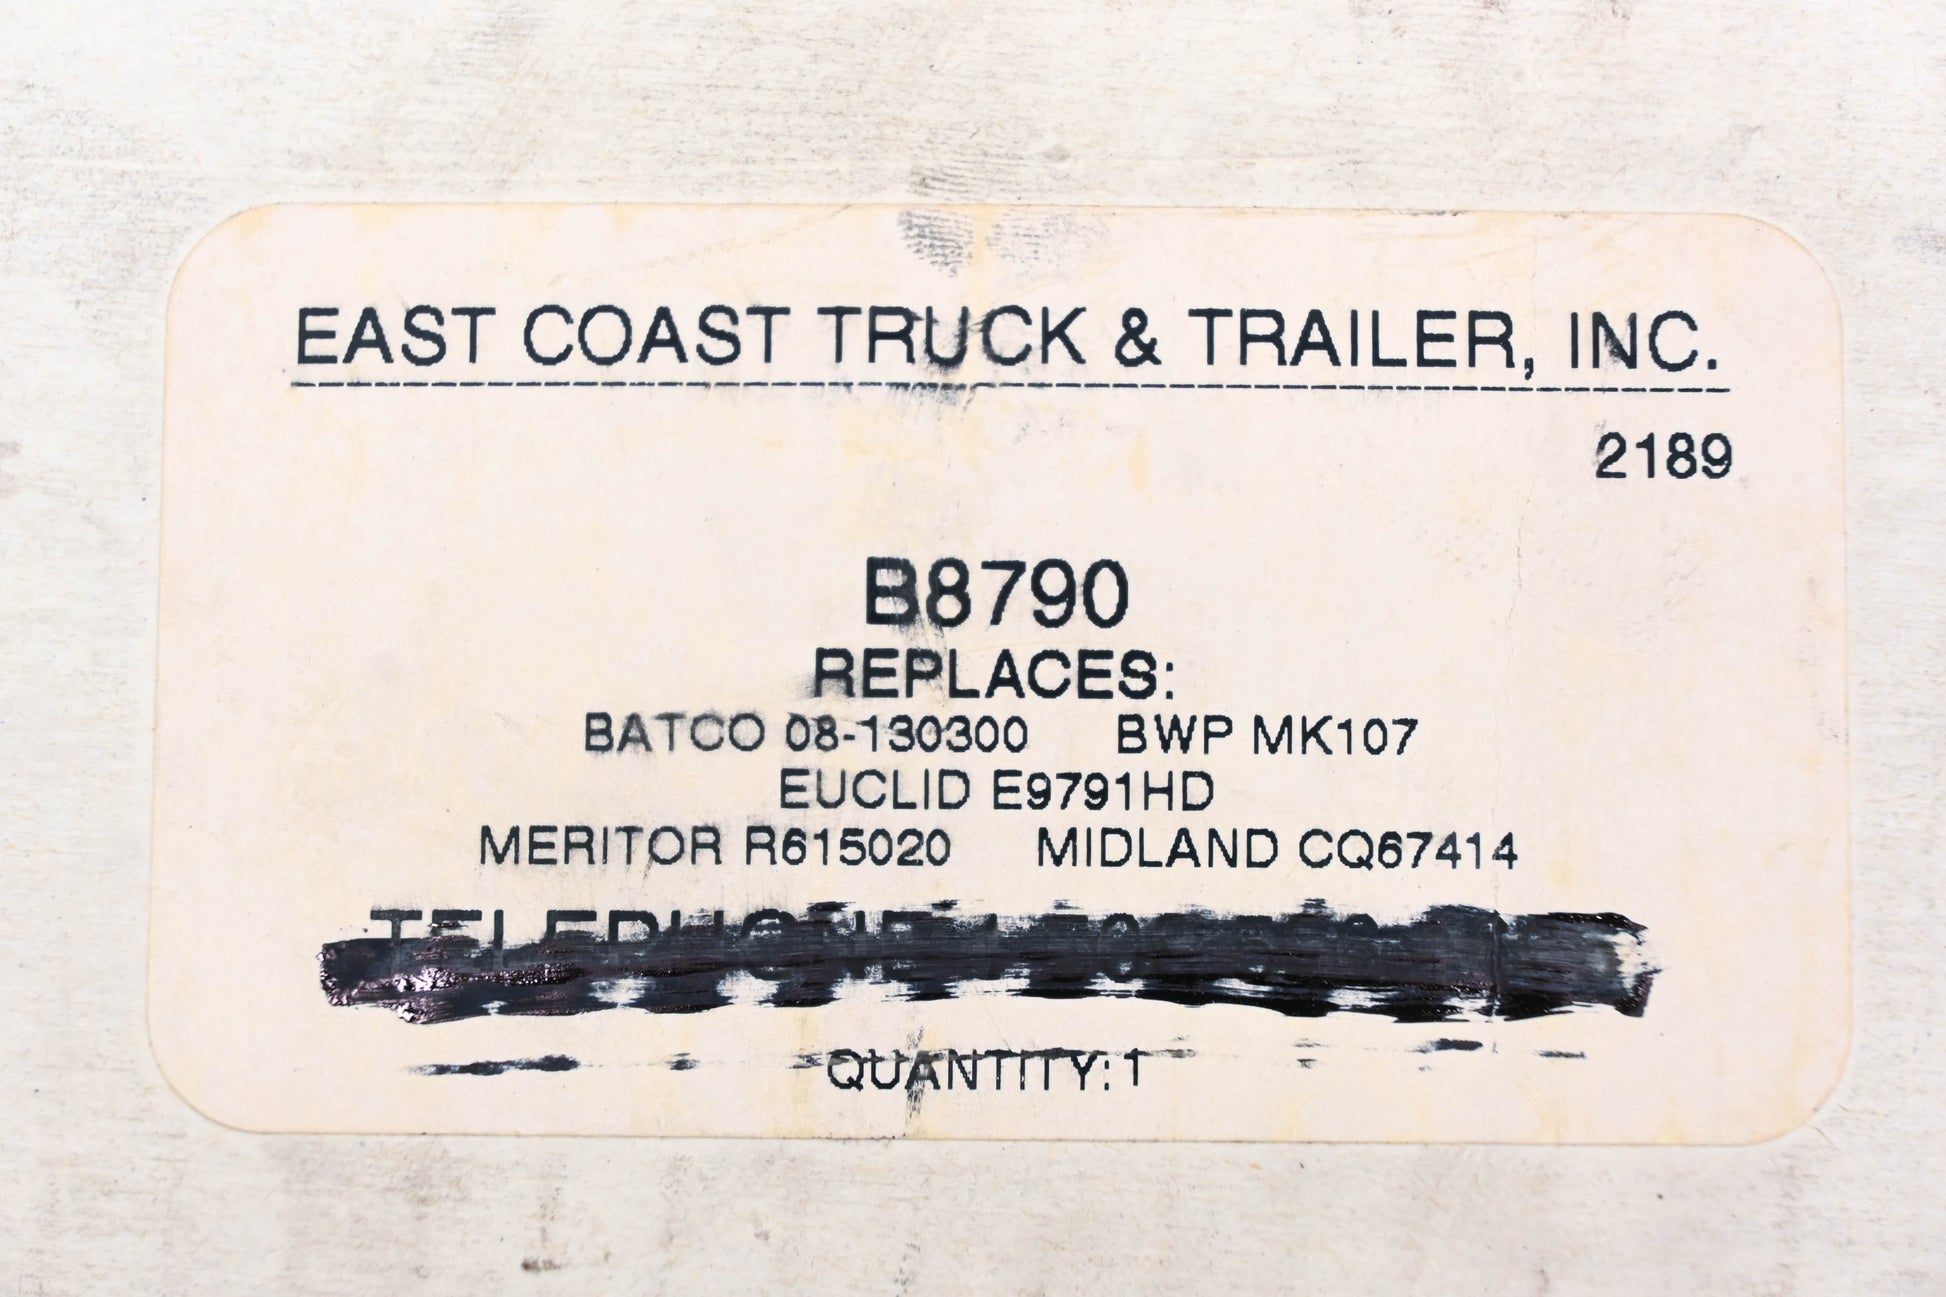 EAST COAST TRUCK & TRAILER, INC.
2189
B8790
REPLACES:
BATCO 08-130300 BWP MK107
EUCLID E9791HD
MERITOR R615020 MIDLAND CQ67414
TELEPHONE
QUANTITY: 1